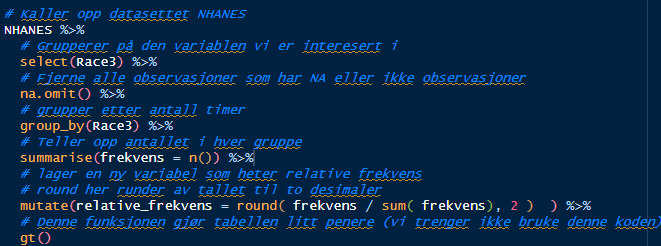 # Kaller opp datasettet NHANES
NHANES %>%
# Grupperer på den variablen vi er interesert i
select(Race3) %>%
# Fjerne alle observasjoner som har NA eller ikke observasjoner
na.omit() %>%
# grupper etter antall timer
group_by(Race3) %>%
# Teller opp antallet i hver gruppe
summarise(frekvens = n()) %>%
# lager en ny variabel som heter relative frekvens
# round her runder av tallet til to desimaler
mutate(relative_frekvens = round( frekvens / sum( frekvens), 2 )  ) %>%
# Denne funksjonen gjør tabellen litt penere (vi trenger ikke bruke denne koden)
gt()